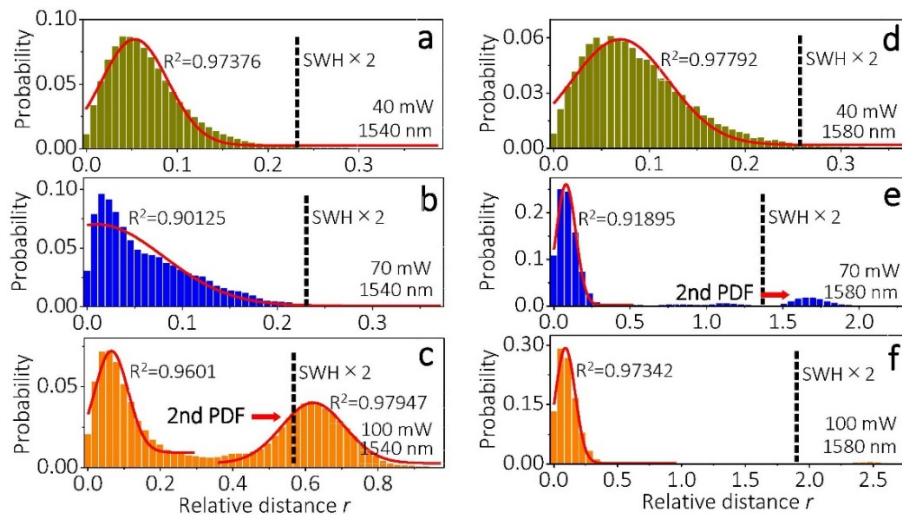 0.10
a
R²=0.97376
SWH × 2
0.05
Probability
40 mW
1540 nm
0.00
0.0 0.1 0.2 0.3
0.10
b
R²=0.90125
SWH × 2
0.05
Probability
70 mW
1540 nm
0.00
0.0 0.1 0.2 0.3
c
R²=0.9601
SWH × 2
R²=0.97947
0.05
Probability
2nd PDF
100 mW
1540 nm
0.00
0.0 0.2 0.4 0.6 0.8
Relative distance r
0.06
d
R²=0.97792
SWH × 2
0.03
Probability
40 mW
1580 nm
0.00
0.0 0.1 0.2 0.3
e
R²=0.91895
SWH × 2
0.2
Probability
0.1
70 mW
2nd PDF
1580 nm
0.0
0.0 0.5 1.0 1.5 2.0
0.30
f
R²=0.97342
SWH × 2
0.15
Probability
100 mW
1580 nm
0.00
0.0 0.5 1.0 1.5 2.0 2.5
Relative distance r